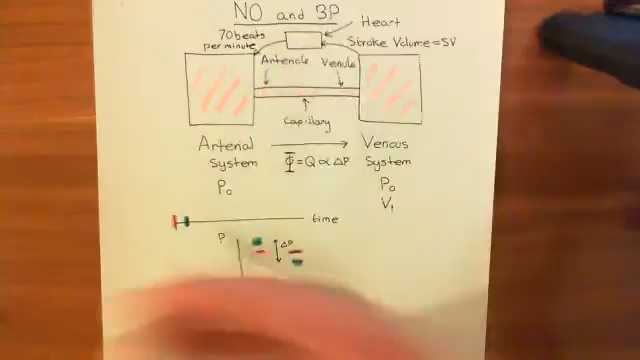 NO and 3P
Heart
70 beats
per minute
Stroke Volume = SV
Arteriole
Venule
Capillary
Arterial
System
P₀
Φ = Q ∝ ΔP
Venous
System
P₀
V₁
time
P
ΔP